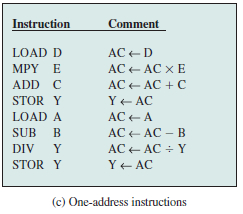 Instruction Comment
LOAD D AC ← D
MPY E AC ← AC × E
ADD C AC ← AC + C
STOR Y Y ← AC
LOAD A AC ← A
SUB B AC ← AC − B
DIV Y AC ← AC ÷ Y
STOR Y Y ← AC
(c) One-address instructions